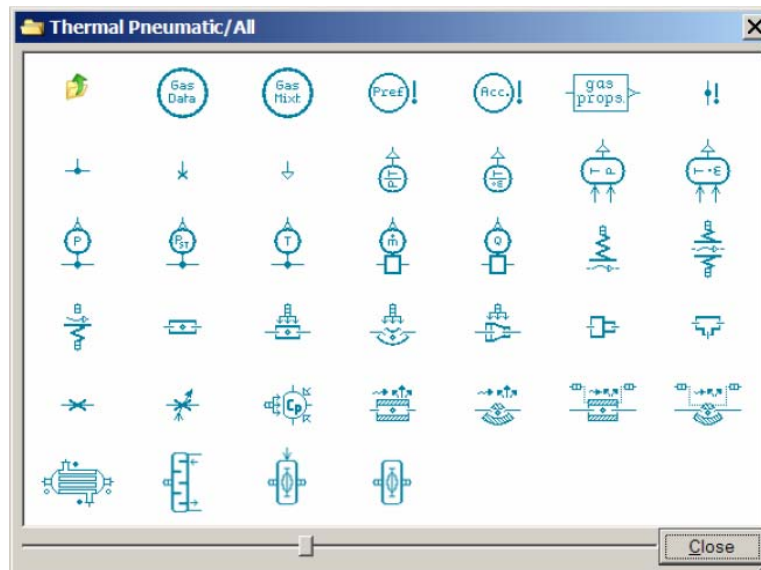 Thermal Pneumatic/All
Gas Data
Gas Mixt
Pref !
Acc. !
gas props.
!
P T
T P
T ṁ
P
PST
T
ṁ
Q
Cp
Close